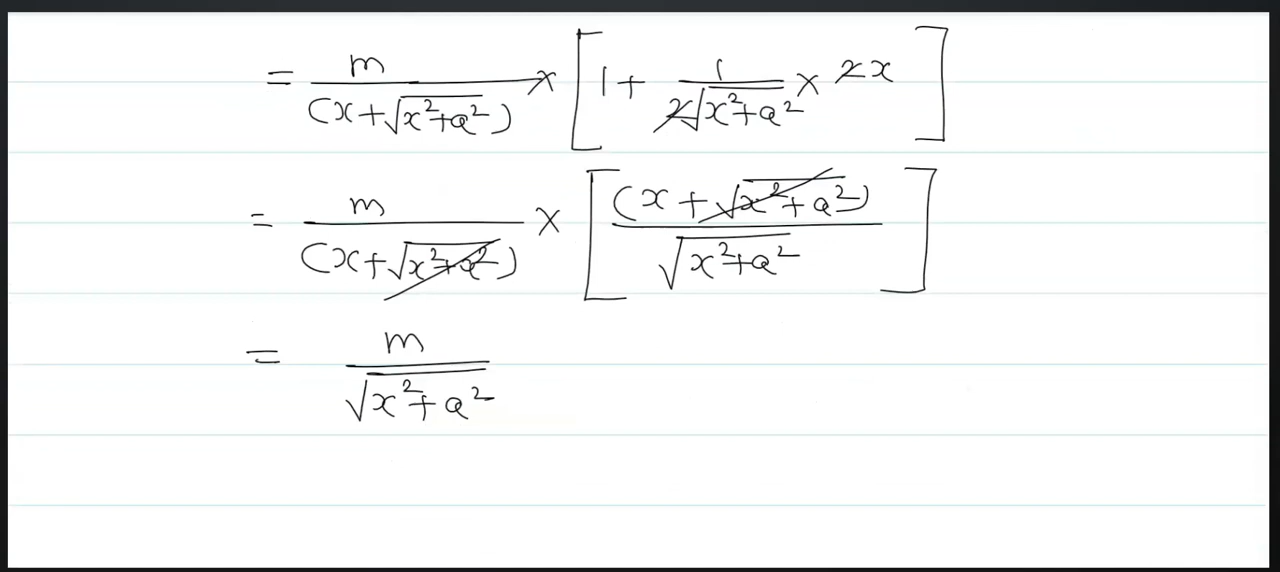 = m/(x+√(x²+a²)) × [1+ 1/(2√(x²+a²)) × 2x]
= m/(x+√(x²+a²)) × [(x+√(x²+a²))/√(x²+a²)]
= m/√(x²+a²)